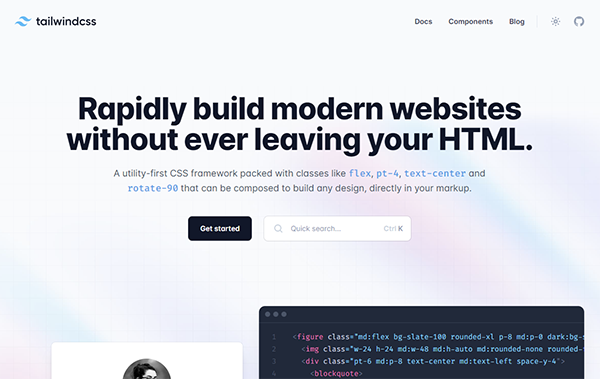 tailwindcss
Docs Components Blog
Rapidly build modern websites
without ever leaving your HTML.
A utility-first CSS framework packed with classes like flex, pt-4, text-center and
rotate-90 that can be composed to build any design, directly in your markup.
Get started
Quick search... Ctrl K
1 <figure class="md:flex bg-slate-100 rounded-xl p-8 md:p-0 dark:bg-s
2 <img class="w-24 h-24 md:w-48 md:h-auto md:rounded-none rounded-
3 <div class="pt-6 md:p-8 text-center md:text-left space-y-4">
4 <blockquote>